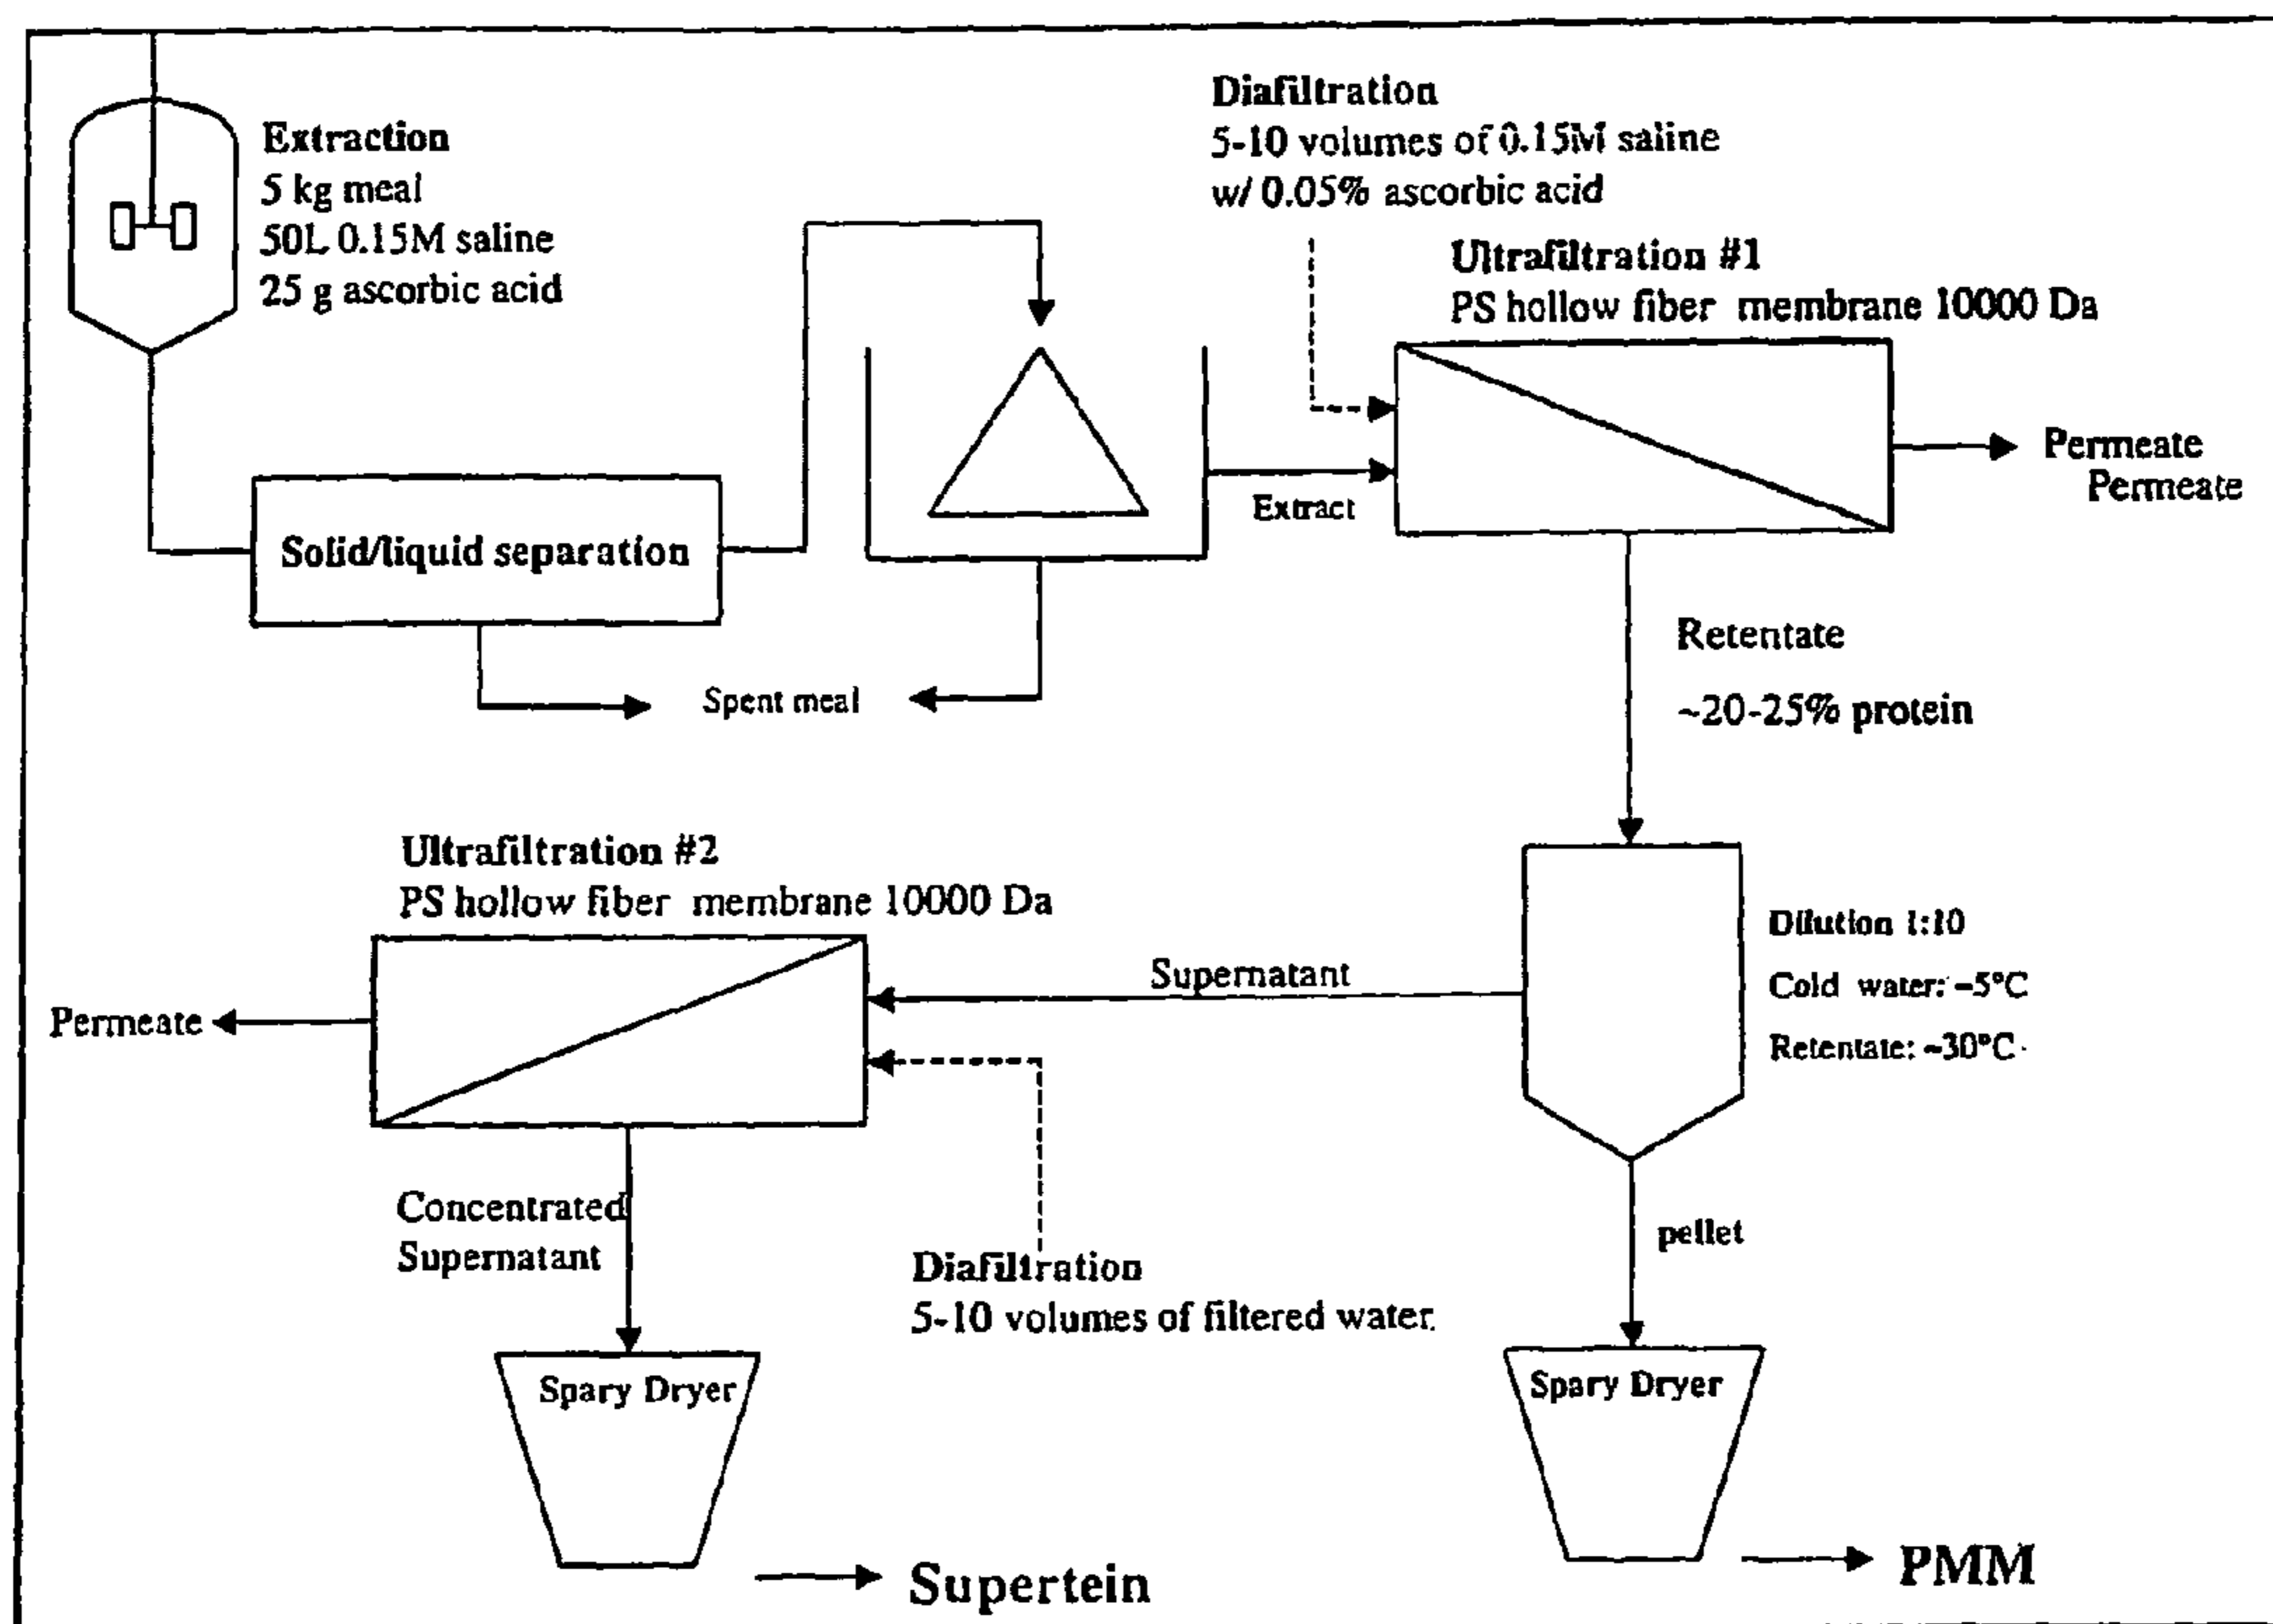 Extraction
5 kg meal
50L 0.15M saline
25 g ascorbic acid
Diafiltration
5-10 volumes of 0.15M saline
w/ 0.05% ascorbic acid
Ultrafiltration #1
PS hollow fiber membrane 10000 Da
Permeate
Permeate
Extract
Solid/liquid separation
Spent meal
Retentate
~20-25% protein
Ultrafiltration #2
PS hollow fiber membrane 10000 Da
Dilution 1:10
Cold water: ~5°C
Retentate: ~30°C
Supernatant
Permeate
Concentrated
Supernatant
pellet
Diafiltration
5-10 volumes of filtered water.
Spary Dryer
Spary Dryer
Supertein
PMM